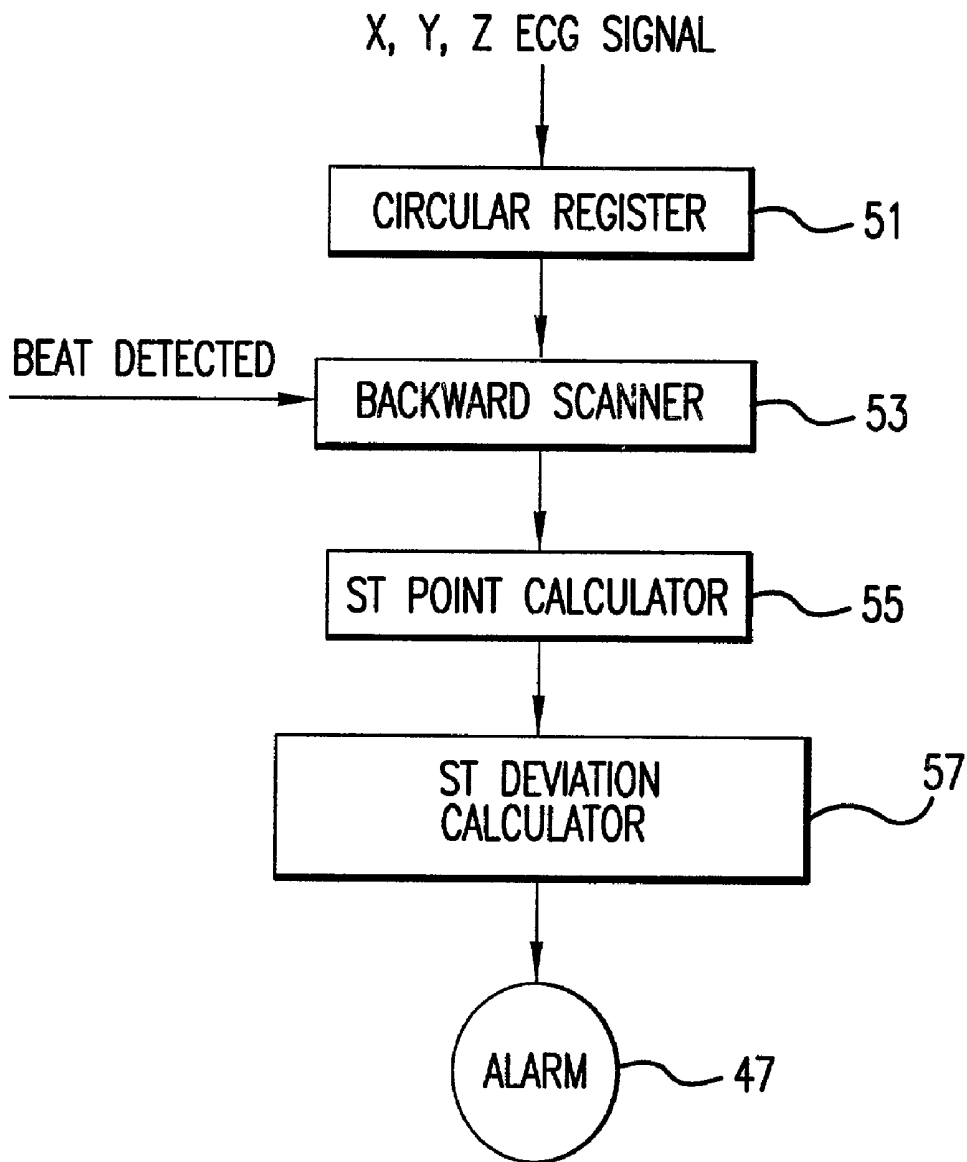 X, Y, Z ECG SIGNAL
CIRCULAR REGISTER
51
BEAT DETECTED
BACKWARD SCANNER
53
ST POINT CALCULATOR
55
ST DEVIATION
CALCULATOR
57
ALARM
47